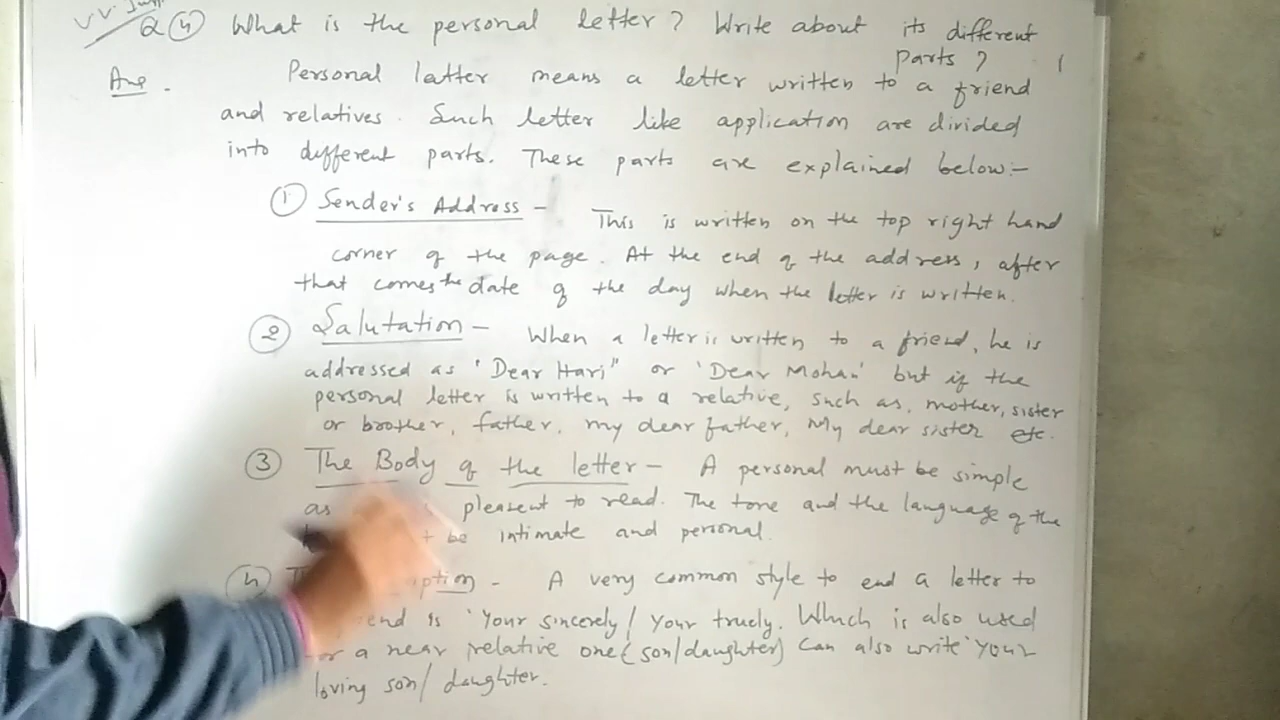 Q (4) What is the personal letter? Write about its different
parts?
Ans. Personal latter means a letter written to a friend
and relatives. Such letter like application are divided
into different parts. These parts are explained below:-
(1) Sender's Address - This is written on the top right hand
corner of the page. At the end of the address, after
that comes the date of the day when the letter is written.
(2) Salutation - When a letter is written to a friend, he is
addressed as 'Dear Hari" or 'Dear Mohan' but if the
personal letter is written to a relative, such as, mother, sister
or brother, father, my dear father, My dear sister etc.
(3) The Body of the letter - A personal must be simple
as pleasent to read. The tone and the language of the
be intimate and personal.
(4) - A very common style to end a letter to
is 'Your sincerely/ Your truely. Which is also used
a near relative one (son/daughter) Can also write 'Your
loving son/ daughter.